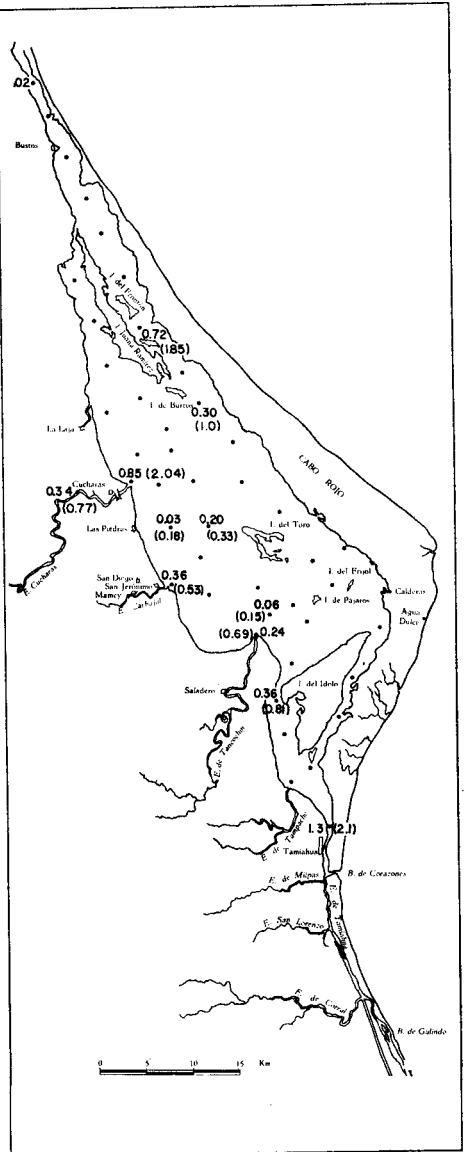 .02
Bustos
I. del Frontón
I. Juana Ramírez
0.72
(1.85)
I. de Burros
0.30
(1.0)
La Laja
CABO ROJO
0.85 (2.04)
Cucharas
0.34
(0.77)
Las Piedras
0.03
(0.18)
0.20
(0.33)
I. del Toro
E. Cucharas
I. del Frijol
San Diego
San Jerónimo
Mamey
0.36
(0.53)
E. Carbajal
Calderas
I. de Pájaros
Agua
Dulce
0.06
(0.15)
(0.69) 0.24
I. del Idolo
Saladero
0.36
(0.81)
E. de Tancochin
1.3 (2.1)
E. de Tampache
Tamiahua
B. de Corazones
E. de Milpas
E. de Tamiahua
E. San Lorenzo
E. de Corral
B. de Galindo
0 5 10 15 Km